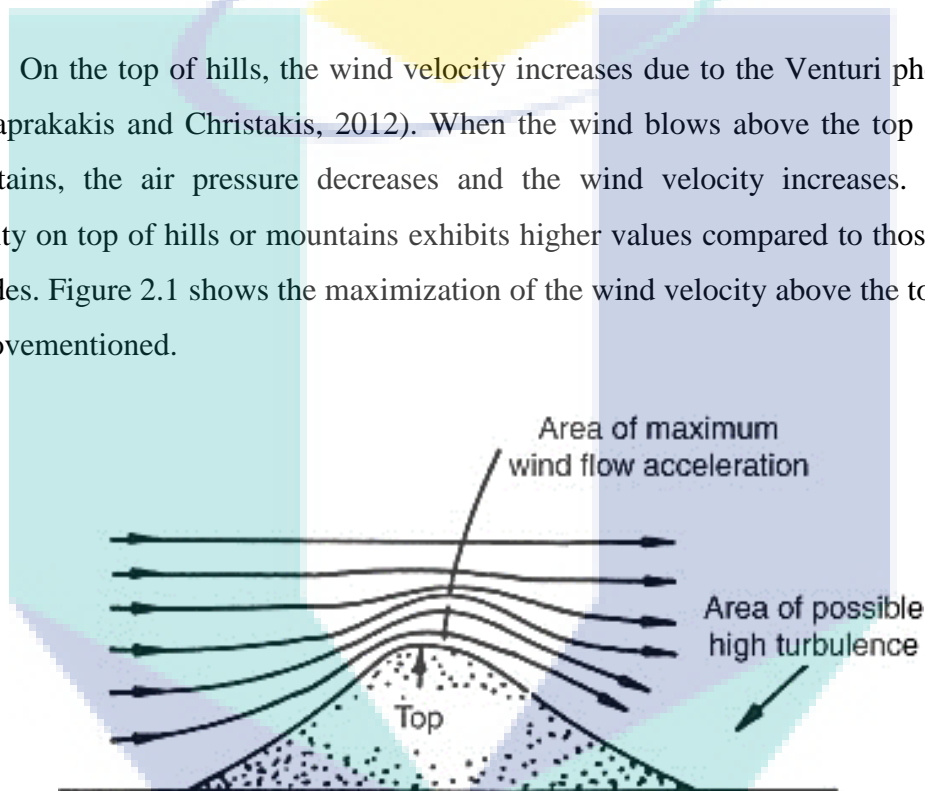 On the top of hills, the wind velocity increases due to the Venturi ph
aprakakis and Christakis, 2012). When the wind blows above the top
tains, the air pressure decreases and the wind velocity increases.
ty on top of hills or mountains exhibits higher values compared to thos
les. Figure 2.1 shows the maximization of the wind velocity above the to
ovementioned.
Area of maximum
wind flow acceleration
Area of possible
high turbulence
Top